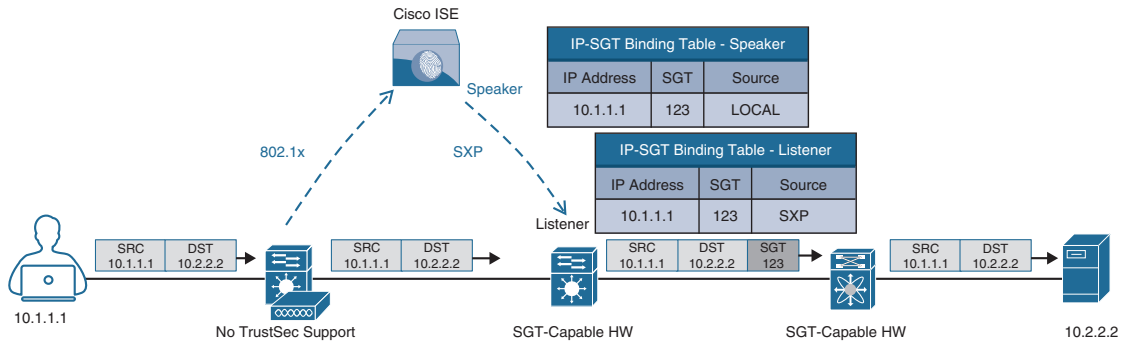 Cisco ISE
IP-SGT Binding Table - Speaker
IP Address SGT Source
10.1.1.1 123 LOCAL
Speaker
802.1x
SXP
IP-SGT Binding Table - Listener
IP Address SGT Source
10.1.1.1 123 SXP
Listener
SRC DST
10.1.1.1 10.2.2.2
SRC DST
10.1.1.1 10.2.2.2
SRC DST SGT
10.1.1.1 10.2.2.2 123
SRC DST
10.1.1.1 10.2.2.2
10.1.1.1
No TrustSec Support
SGT-Capable HW
SGT-Capable HW
10.2.2.2